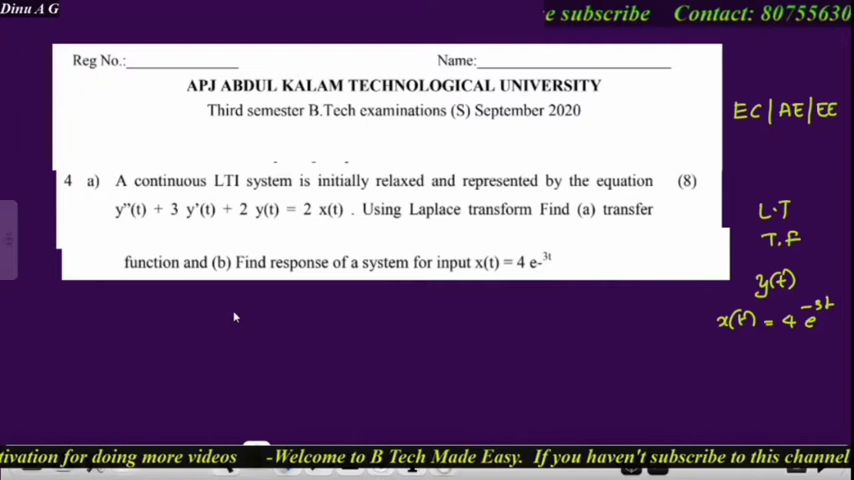 Dinu A G
e subscribe Contact: 80755630
Reg No.:______________ Name:__________________________
APJ ABDUL KALAM TECHNOLOGICAL UNIVERSITY
Third semester B.Tech examinations (S) September 2020
EC | AE | EE
4 a) A continuous LTI system is initially relaxed and represented by the equation (8)
y”(t) + 3 y’(t) + 2 y(t) = 2 x(t) . Using Laplace transform Find (a) transfer
function and (b) Find response of a system for input x(t) = 4 e-³ᵗ
L.T
T.F
y(t)
x(t) = 4 e⁻³ᵗ
tivation for doing more videos -Welcome to B Tech Made Easy. If you haven't subscribe to this channel